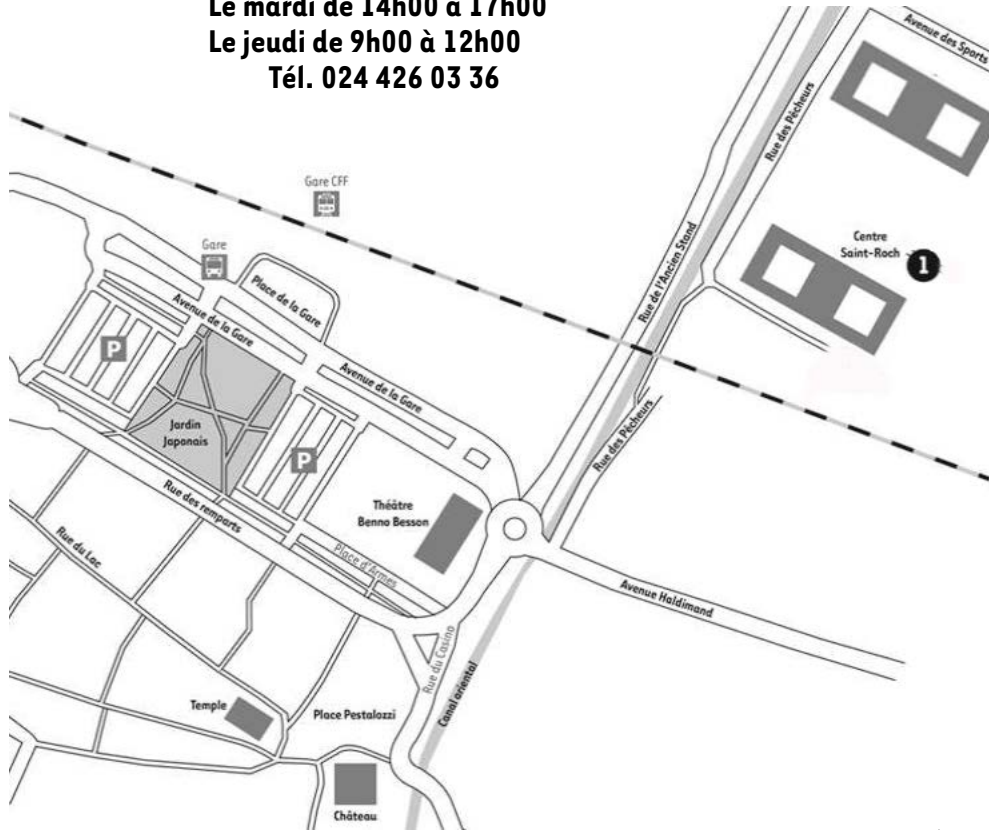 Le mardi de 14h00 à 17h00
Le jeudi de 9h00 à 12h00
Tél. 024 426 03 36
Avenue des Sports
Rue des Pêcheurs
Gare CFF
Centre
Saint-Roch
1
Gare
Place de la Gare
Rue de l'Ancien Stand
Avenue de la Gare
P
Avenue de la Gare
Jardin
Japonais
P
Rue des Pêcheurs
Rue des remparts
Théâtre
Benno Besson
Rue du Lac
Place d'Armes
Avenue Haldimand
Rue du Casino
Canal oriental
Temple
Place Pestalozzi
Château